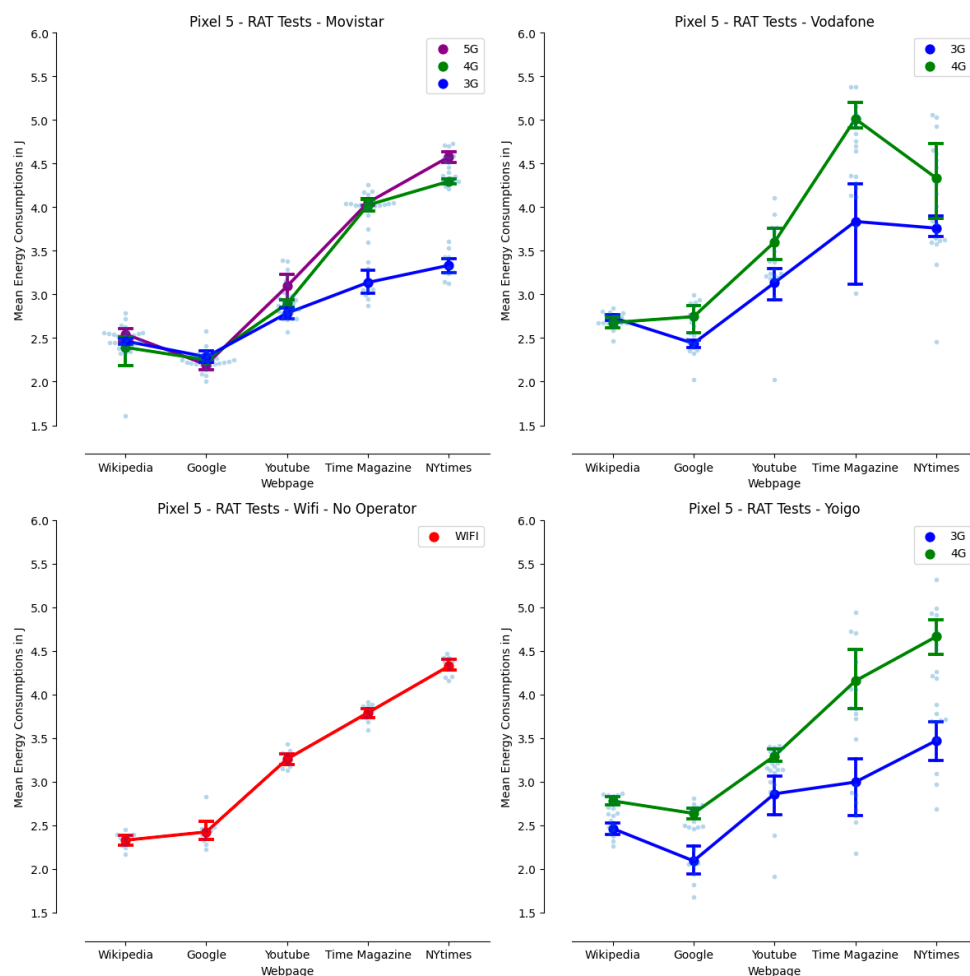 Pixel 5 - RAT Tests - Movistar
6.0
5.5
5.0
4.5
4.0
3.5
3.0
2.5
2.0
1.5
Mean Energy Consumptions in J
5G
4G
3G
Wikipedia Google Youtube Time Magazine NYtimes
Webpage
Pixel 5 - RAT Tests - Vodafone
6.0
5.5
5.0
4.5
4.0
3.5
3.0
2.5
2.0
1.5
Mean Energy Consumptions in J
3G
4G
Wikipedia Google Youtube Time Magazine NYtimes
Webpage
Pixel 5 - RAT Tests - Wifi - No Operator
6.0
5.5
5.0
4.5
4.0
3.5
3.0
2.5
2.0
1.5
Mean Energy Consumptions in J
WIFI
Wikipedia Google Youtube Time Magazine NYtimes
Webpage
Pixel 5 - RAT Tests - Yoigo
6.0
5.5
5.0
4.5
4.0
3.5
3.0
2.5
2.0
1.5
Mean Energy Consumptions in J
3G
4G
Wikipedia Google Youtube Time Magazine NYtimes
Webpage